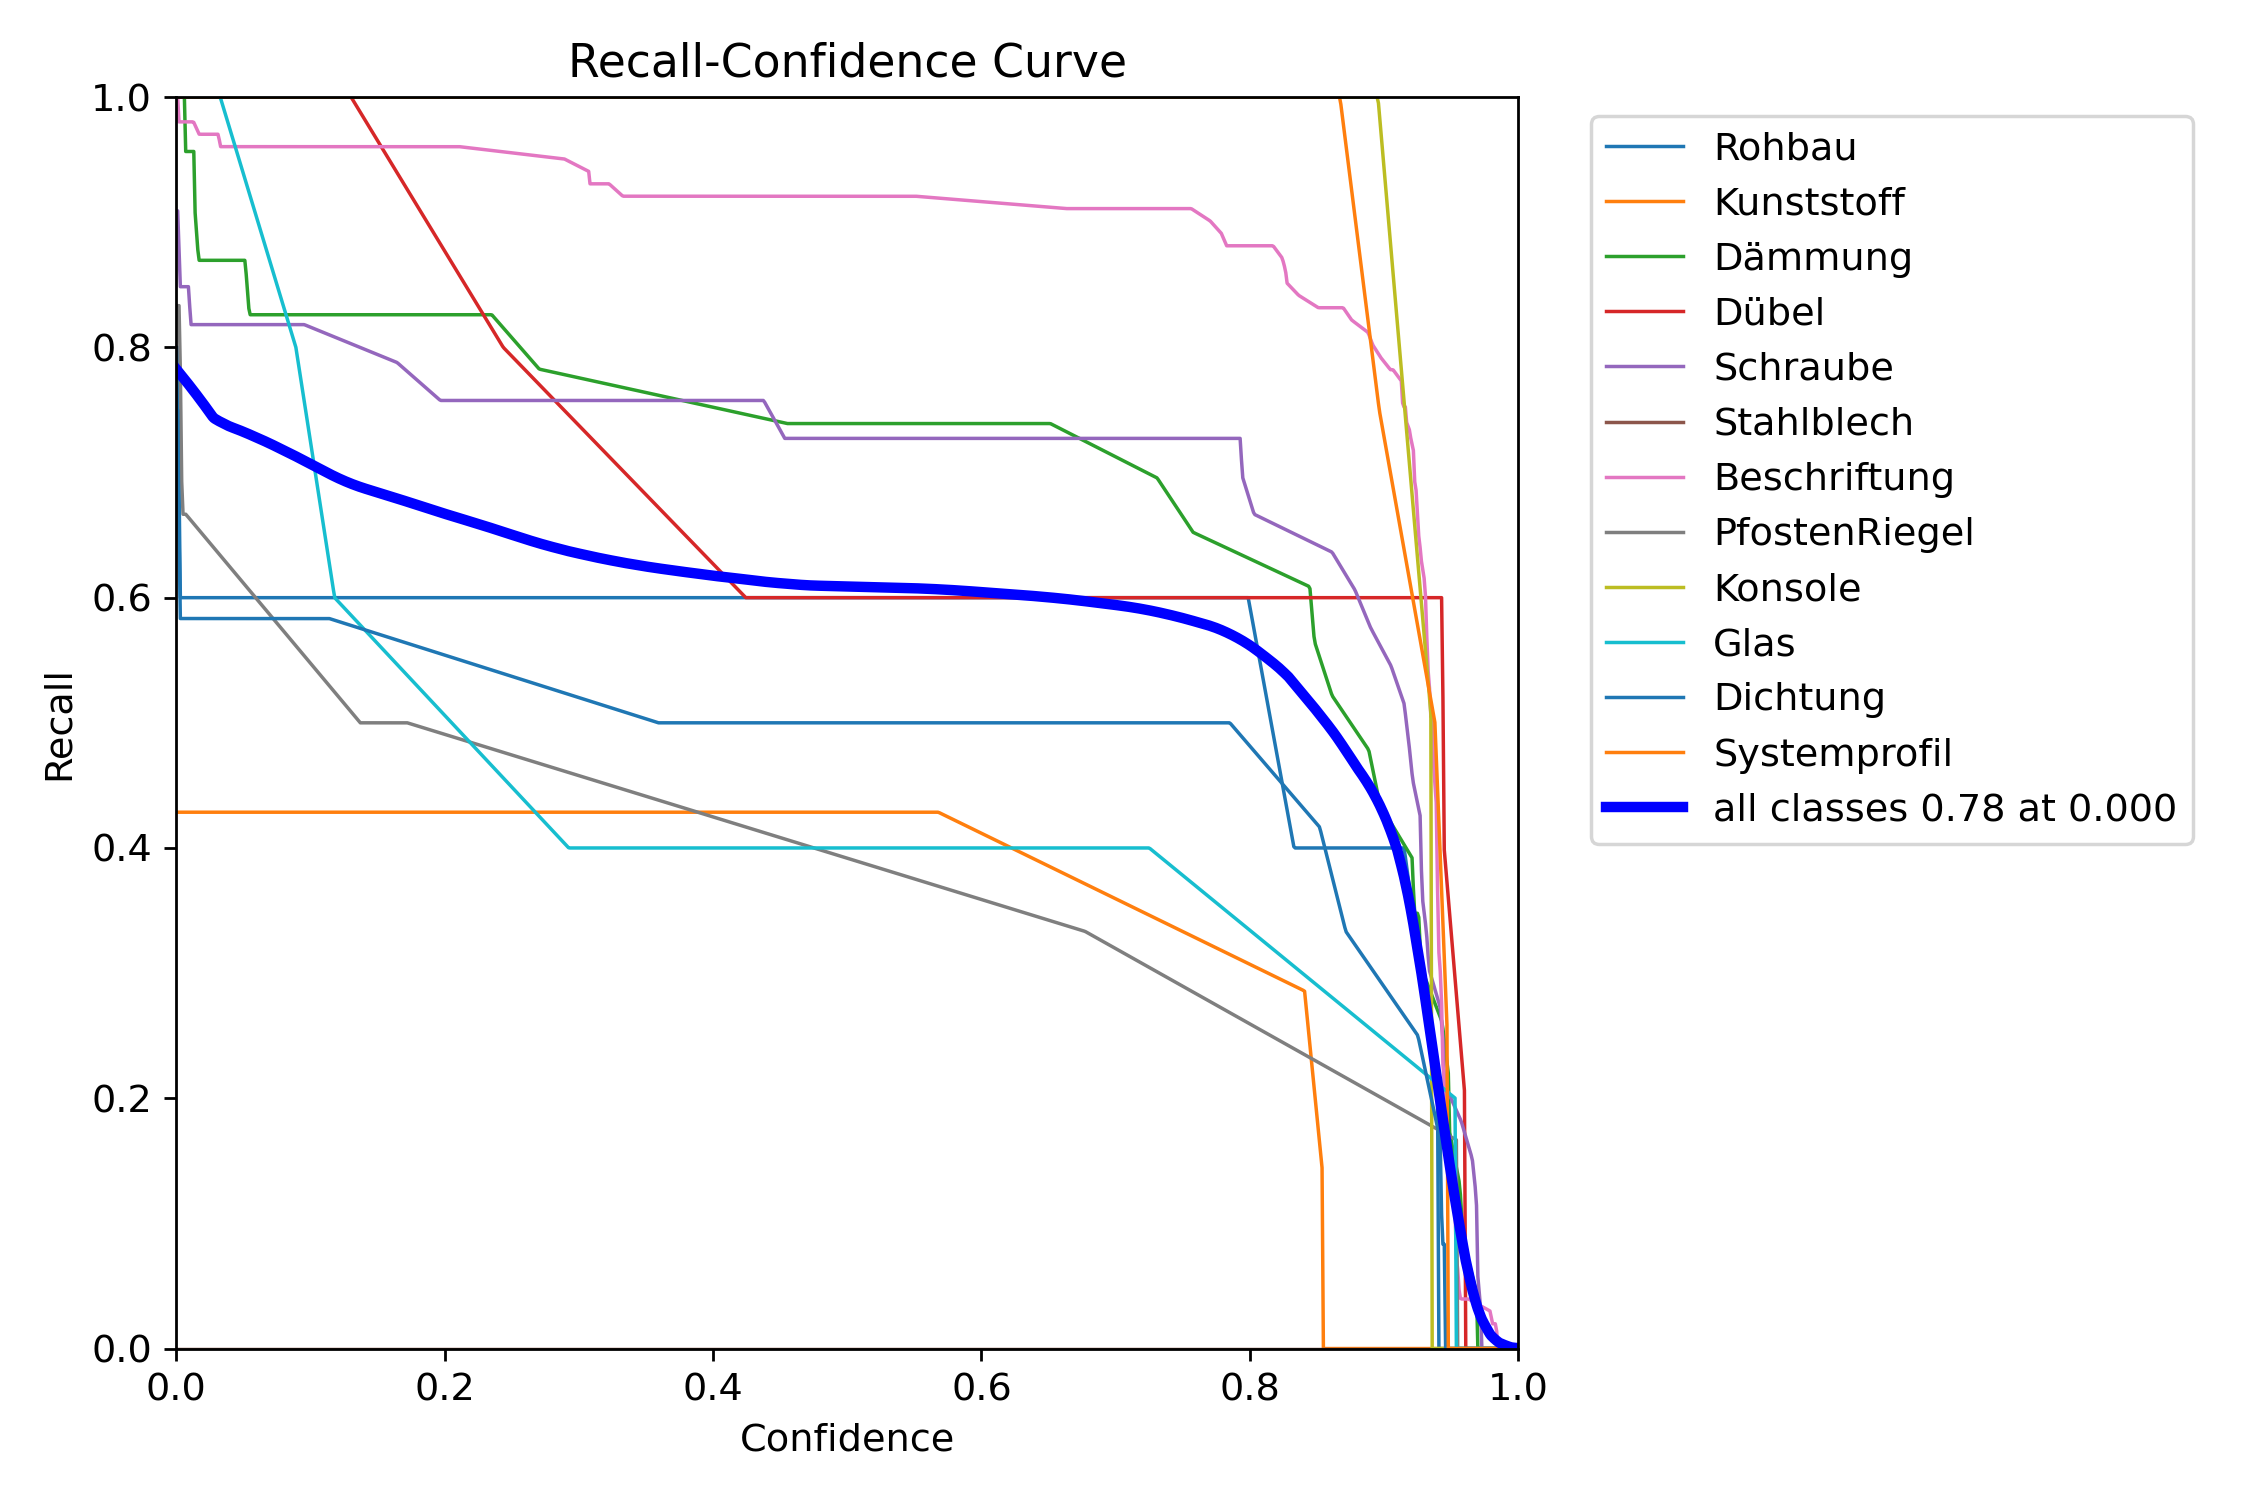 Recall-Confidence Curve
1.0
0.8
0.6
0.4
0.2
0.0
Recall
0.0 0.2 0.4 0.6 0.8 1.0
Confidence
Rohbau
Kunststoff
Dämmung
Dübel
Schraube
Stahlblech
Beschriftung
PfostenRiegel
Konsole
Glas
Dichtung
Systemprofil
all classes 0.78 at 0.000